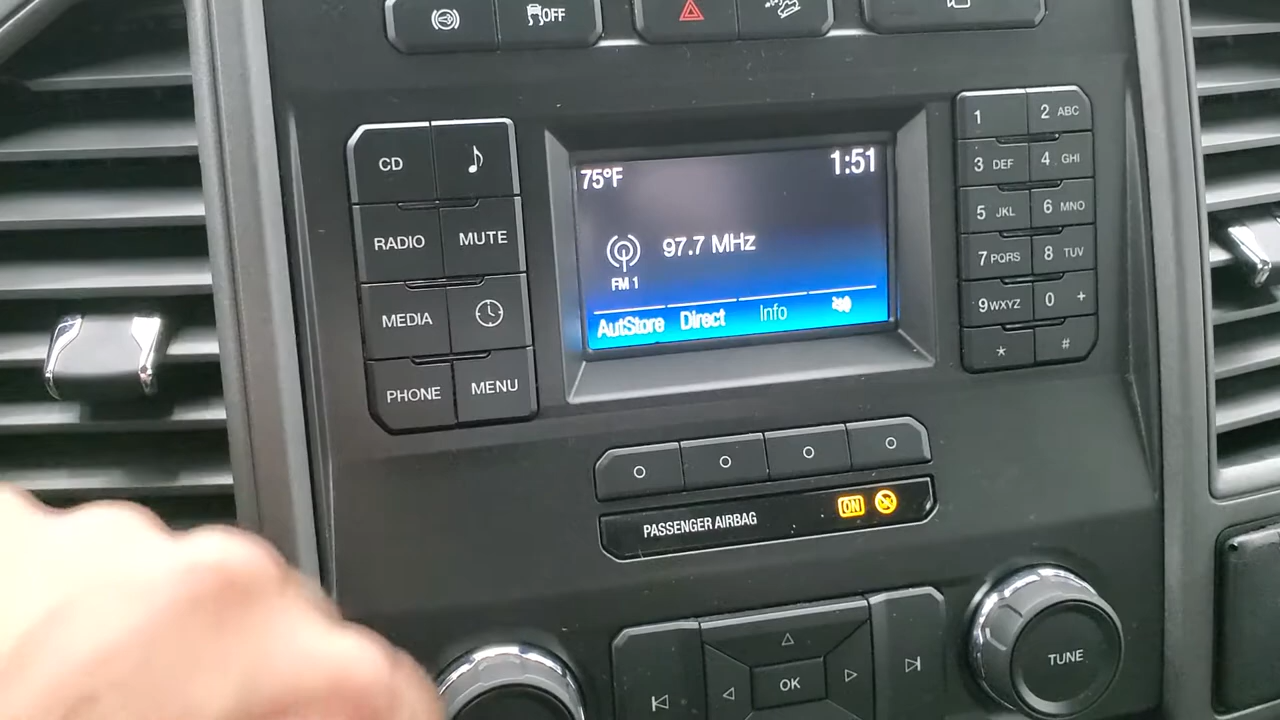 OFF
CD
RADIO MUTE
MEDIA
PHONE MENU
75°F 1:51
97.7 MHz
FM 1
AutStore Direct Info
1 2 ABC
3 DEF 4 GHI
5 JKL 6 MNO
7 PQRS 8 TUV
9 WXYZ 0 +
* #
PASSENGER AIRBAG ON
OK
TUNE